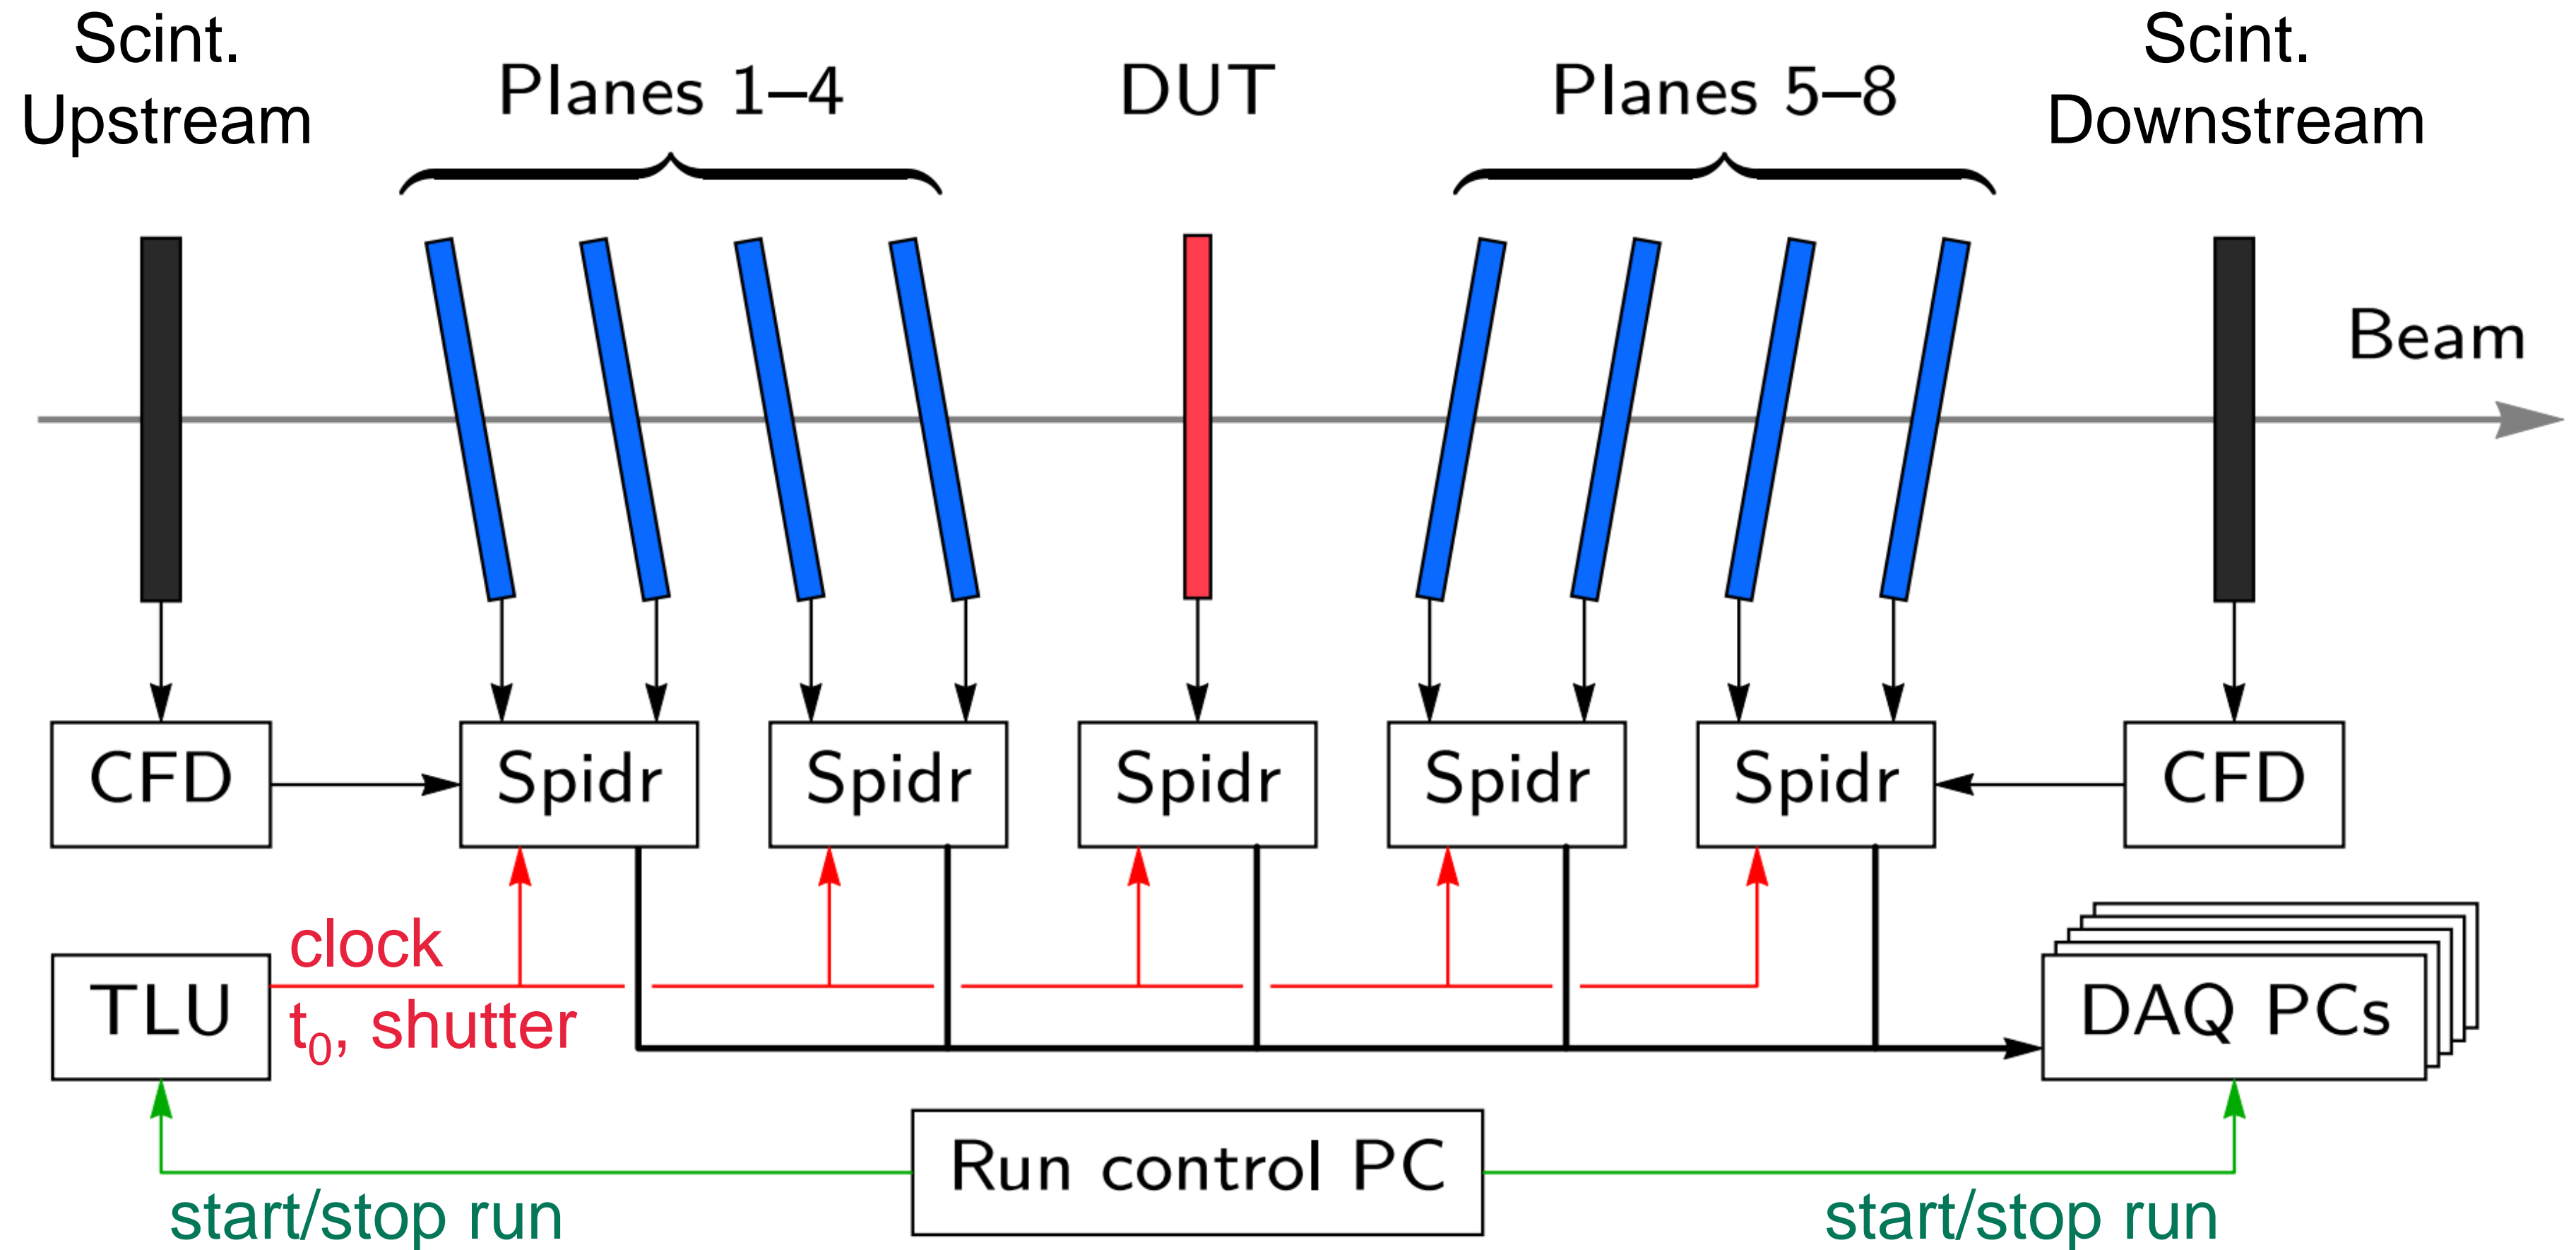 Scint.
Upstream
Planes 1–4
DUT
Planes 5–8
Scint.
Downstream
Beam
CFD
Spidr
Spidr
Spidr
Spidr
Spidr
CFD
clock
TLU
t₀, shutter
DAQ PCs
Run control PC
start/stop run
start/stop run